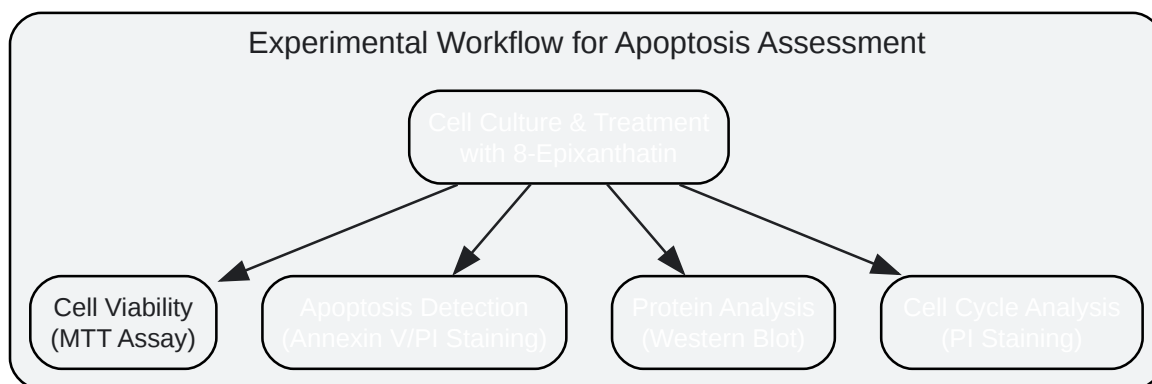 Experimental Workflow for Apoptosis Assessment
Cell Culture & Treatment
with 8-Epixanthatin
Cell Viability
(MTT Assay)
Apoptosis Detection
(Annexin V/PI Staining)
Protein Analysis
(Western Blot)
Cell Cycle Analysis
(PI Staining)